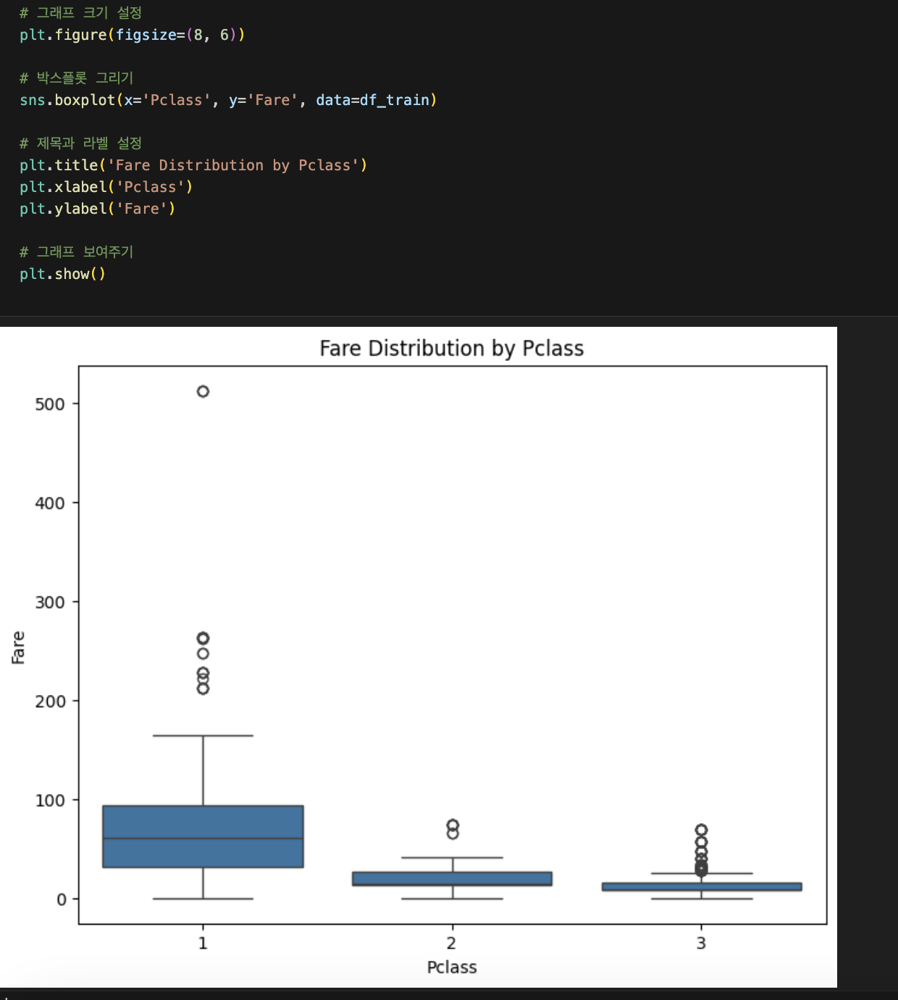 # 그래프 크기 설정
plt.figure(figsize=(8, 6))
# 박스플롯 그리기
sns.boxplot(x='Pclass', y='Fare', data=df_train)
# 제목과 라벨 설정
plt.title('Fare Distribution by Pclass')
plt.xlabel('Pclass')
plt.ylabel('Fare')
# 그래프 보여주기
plt.show()
Fare Distribution by Pclass
500
400
300
200
100
0
Fare
1 2 3
Pclass